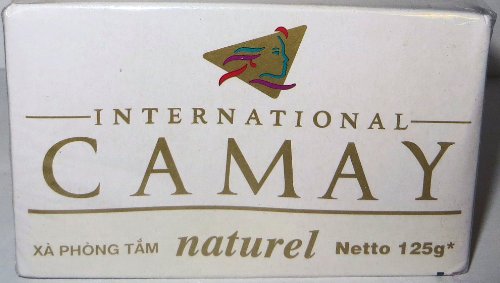 INTERNATIONAL
CAMAY
XÀ PHÒNG TẮM naturel Netto 125g*